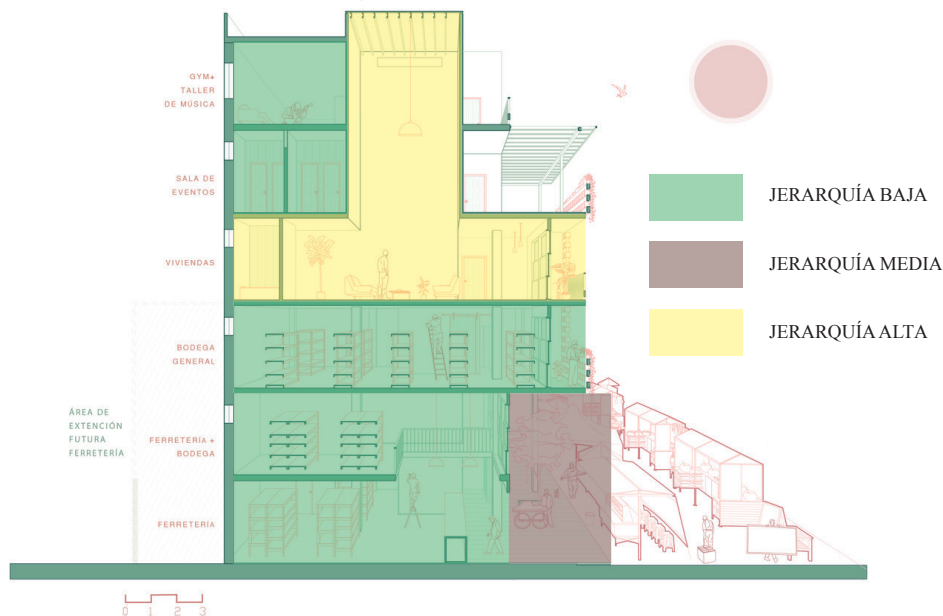 GYM+
TALLER
DE MÚSICA
SALA DE
EVENTOS
VIVIENDAS
BODEGA
GENERAL
ÁREA DE
EXTENCIÓN
FUTURA
FERRETERÍA
FERRETERÍA +
BODEGA
FERRETERÍA
JERARQUÍA BAJA
JERARQUÍA MEDIA
JERARQUÍA ALTA
0 1 2 3